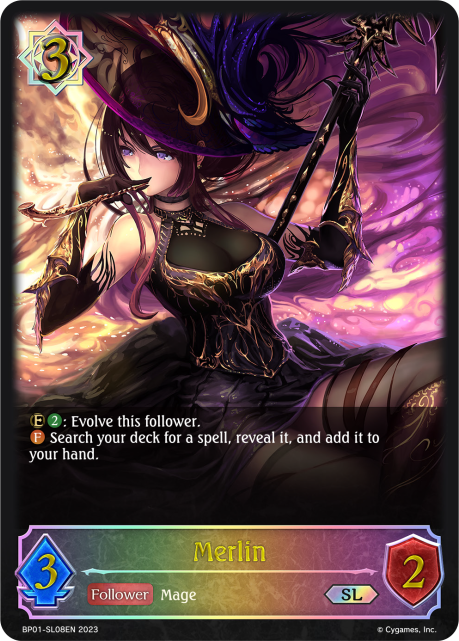 3
E 2: Evolve this follower.
F Search your deck for a spell, reveal it, and add it to
your hand.
Merlin
3
Follower Mage
SL
2
BP01-SL08EN 2023
© Cygames, Inc.